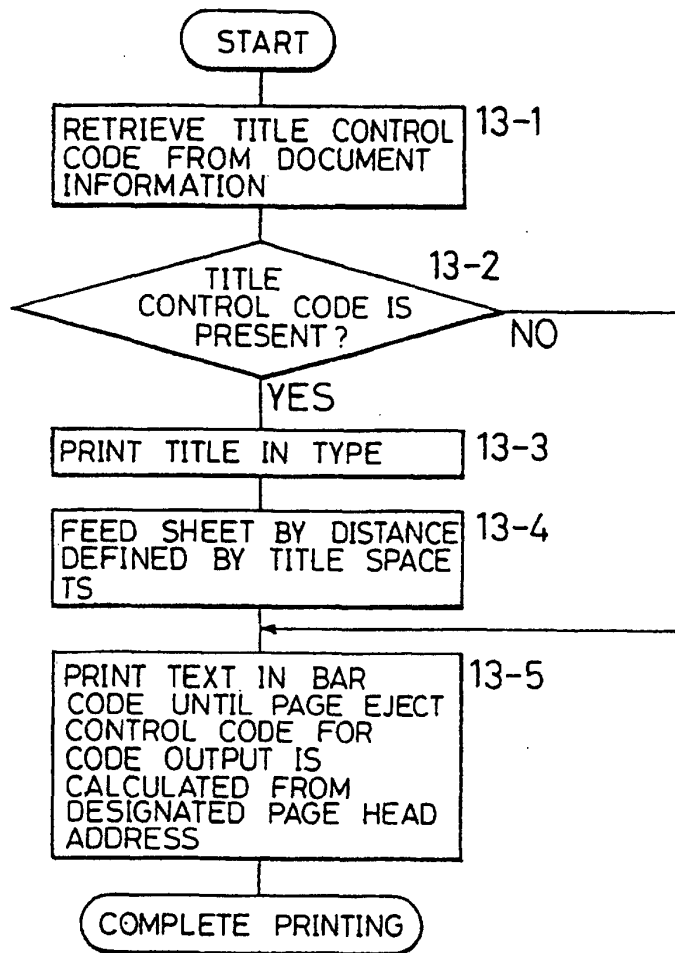 START
13-1
RETRIEVE TITLE CONTROL
CODE FROM DOCUMENT
INFORMATION
13-2
TITLE
CONTROL CODE IS
PRESENT?
NO
YES
PRINT TITLE IN TYPE
13-3
FEED SHEET BY DISTANCE
DEFINED BY TITLE SPACE
TS
13-4
PRINT TEXT IN BAR
CODE UNTIL PAGE EJECT
CONTROL CODE FOR
CODE OUTPUT IS
CALCULATED FROM
DESIGNATED PAGE HEAD
ADDRESS
13-5
COMPLETE PRINTING